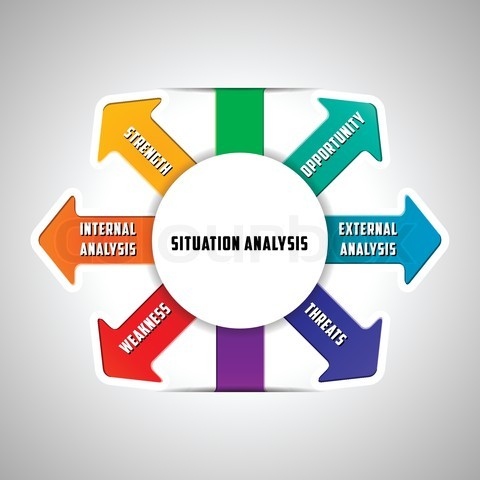 STRENGTH
OPPORTUNITY
INTERNAL
ANALYSIS
SITUATION ANALYSIS
EXTERNAL
ANALYSIS
WEAKNESS
THREATS